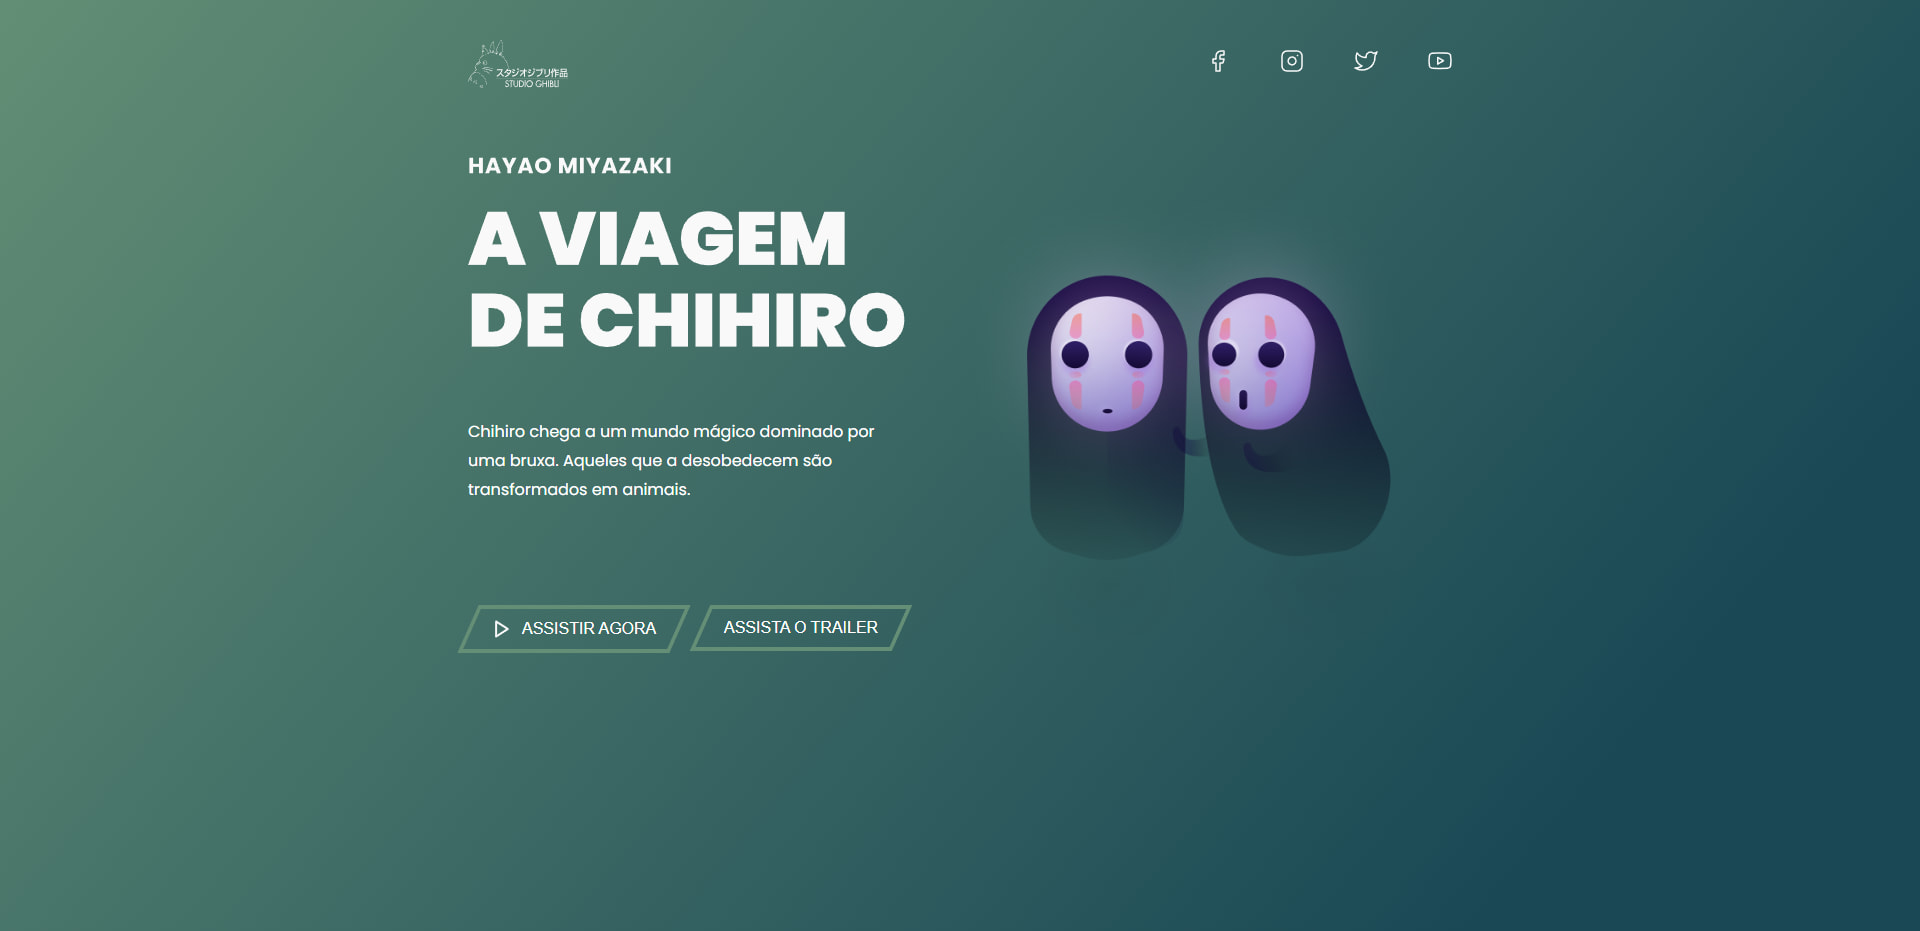 スタジオジブリ作品
STUDIO GHIBLI
HAYAO MIYAZAKI
A VIAGEM
DE CHIHIRO
Chihiro chega a um mundo mágico dominado por
uma bruxa. Aqueles que a desobedecem são
transformados em animais.
ASSISTIR AGORA
ASSISTA O TRAILER